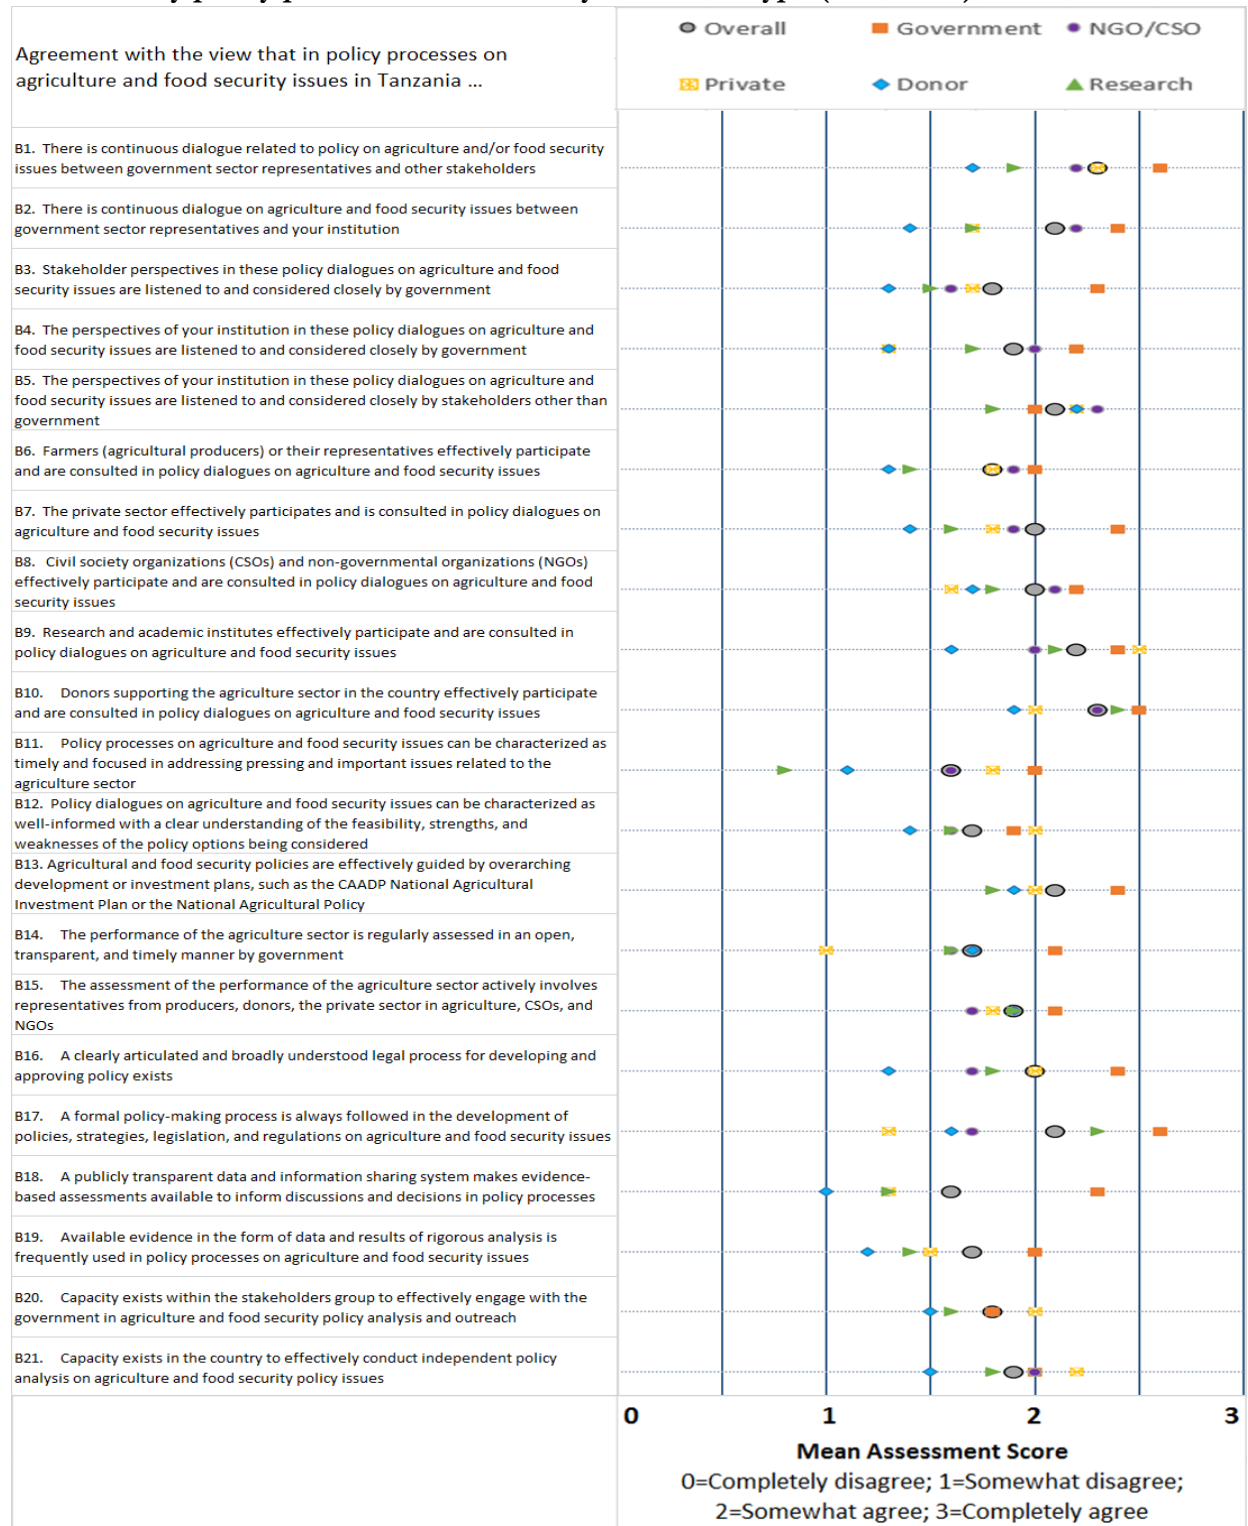 Agreement with the view that in policy processes on
agriculture and food security issues in Tanzania ...
Overall
Government
NGO/CSO
Private
Donor
Research
B1. There is continuous dialogue related to policy on agriculture and/or food security
issues between government sector representatives and other stakeholders
B2. There is continuous dialogue on agriculture and food security issues between
government sector representatives and your institution
B3. Stakeholder perspectives in these policy dialogues on agriculture and food
security issues are listened to and considered closely by government
B4. The perspectives of your institution in these policy dialogues on agriculture and
food security issues are listened to and considered closely by government
B5. The perspectives of your institution in these policy dialogues on agriculture and
food security issues are listened to and considered closely by stakeholders other than
government
B6. Farmers (agricultural producers) or their representatives effectively participate
and are consulted in policy dialogues on agriculture and food security issues
B7. The private sector effectively participates and is consulted in policy dialogues on
agriculture and food security issues
B8. Civil society organizations (CSOs) and non-governmental organizations (NGOs)
effectively participate and are consulted in policy dialogues on agriculture and food
security issues
B9. Research and academic institutes effectively participate and are consulted in
policy dialogues on agriculture and food security issues
B10. Donors supporting the agriculture sector in the country effectively participate
and are consulted in policy dialogues on agriculture and food security issues
B11. Policy processes on agriculture and food security issues can be characterized as
timely and focused in addressing pressing and important issues related to the
agriculture sector
B12. Policy dialogues on agriculture and food security issues can be characterized as
well-informed with a clear understanding of the feasibility, strengths, and
weaknesses of the policy options being considered
B13. Agricultural and food security policies are effectively guided by overarching
development or investment plans, such as the CAADP National Agricultural
Investment Plan or the National Agricultural Policy
B14. The performance of the agriculture sector is regularly assessed in an open,
transparent, and timely manner by government
B15. The assessment of the performance of the agriculture sector actively involves
representatives from producers, donors, the private sector in agriculture, CSOs, and
NGOs
B16. A clearly articulated and broadly understood legal process for developing and
approving policy exists
B17. A formal policy-making process is always followed in the development of
policies, strategies, legislation, and regulations on agriculture and food security issues
B18. A publicly transparent data and information sharing system makes evidence-
based assessments available to inform discussions and decisions in policy processes
B19. Available evidence in the form of data and results of rigorous analysis is
frequently used in policy processes on agriculture and food security issues
B20. Capacity exists within the stakeholders group to effectively engage with the
government in agriculture and food security policy analysis and outreach
B21. Capacity exists in the country to effectively conduct independent policy
analysis on agriculture and food security policy issues
0 1 2 3
Mean Assessment Score
0=Completely disagree; 1=Somewhat disagree;
2=Somewhat agree; 3=Completely agree